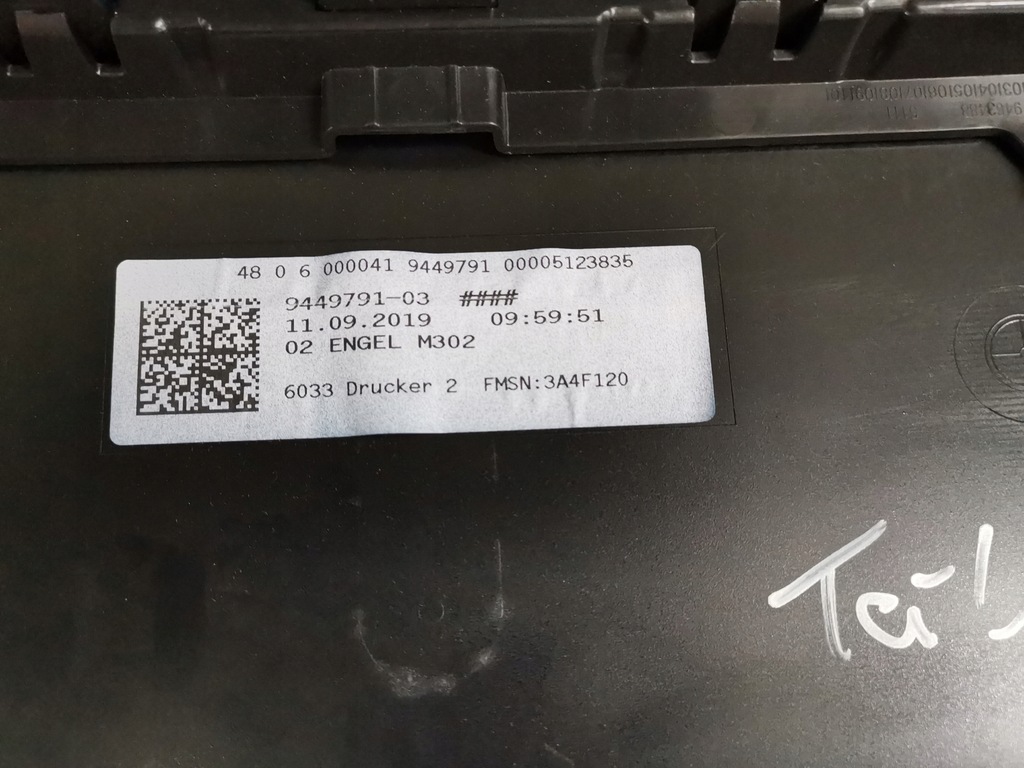 48 0 6 000041 9449791 00005123835
9449791-03 ####
11.09.2019 09:59:51
02 ENGEL M302
6033 Drucker 2 FMSN:3A4F120